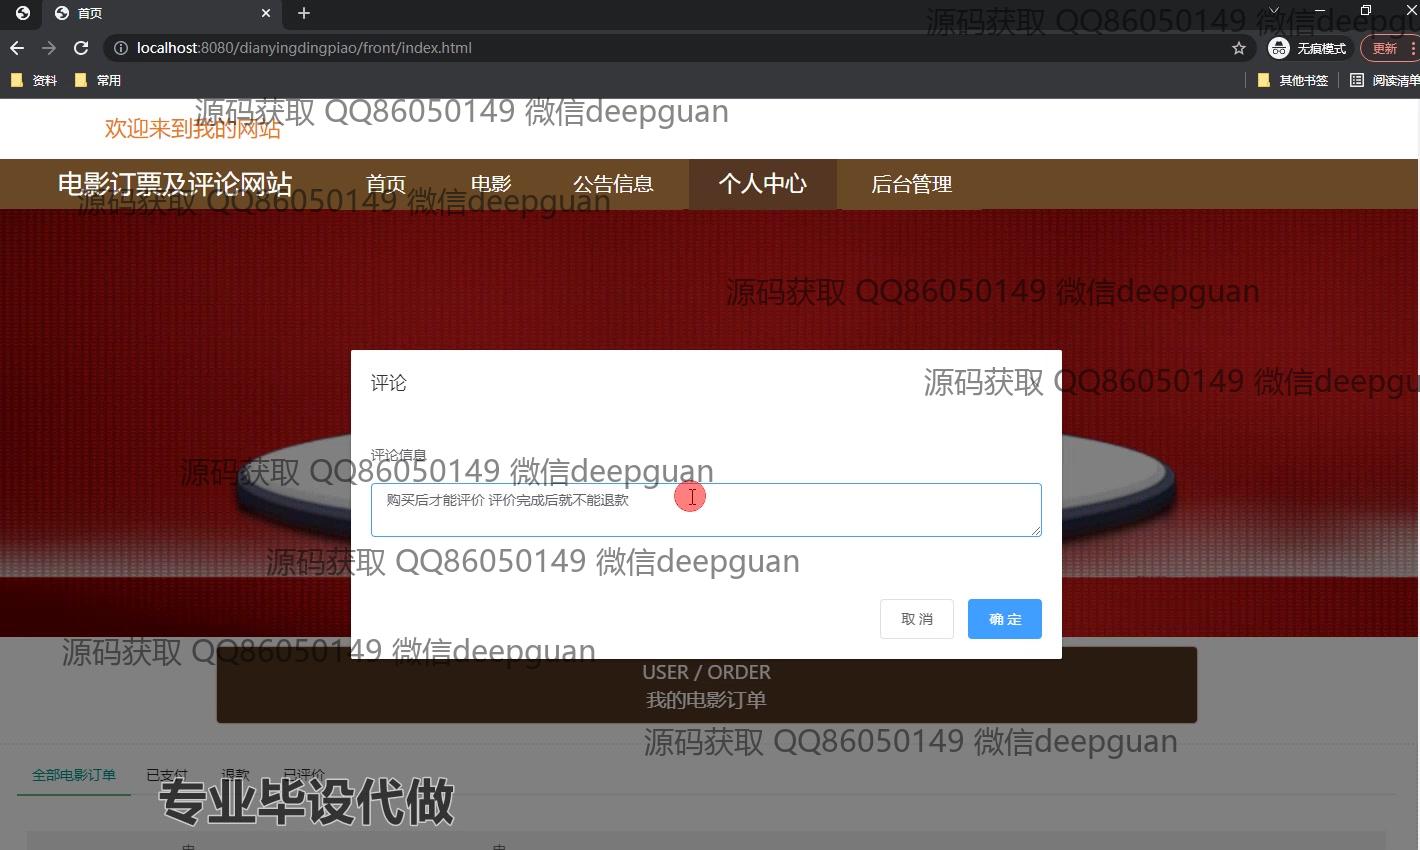 首页
localhost:8080/dianyingdingpiao/front/index.html
无痕模式
更新
资料
常用
其他书签
阅读清单
源码获取 QQ86050149 微信deepgu
源码获取 QQ86050149 微信deepguan
欢迎来到我的网站
电影订票及评论网站
首页
电影
公告信息
个人中心
后台管理
源码获取 QQ86050149 微信deepguan
源码获取 QQ86050149 微信deepguan
评论
源码获取 QQ86050149 微信deepgu
评论信息
源码获取 QQ86050149 微信deepguan
购买后才能评价 评价完成后就不能退款
源码获取 QQ86050149 微信deepguan
取 消
确 定
源码获取 QQ86050149 微信deepguan
USER / ORDER
我的电影订单
源码获取 QQ86050149 微信deepguan
全部电影订单
已支付
退款
已评价
专业毕设代做